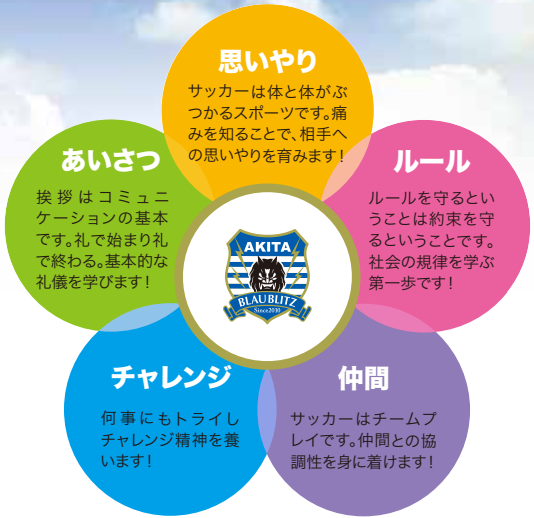 思いやり
サッカーは体と体がぶ
つかるスポーツです。痛
みを知ることで、相手へ
の思いやりを育みます！
あいさつ
挨拶はコミュニ
ケーションの基本
です。礼で始まり礼
で終わる。基本的な
礼儀を学びます！
ルール
ルールを守るとい
うことは約束を守
るということです。
社会の規律を学ぶ
第一歩です！
AKITA
BLAUBLITZ
Since2010
チャレンジ
何事にもトライし
チャレンジ精神を養
います！
仲間
サッカーはチームプ
レイです。仲間との協
調性を身に着けます！